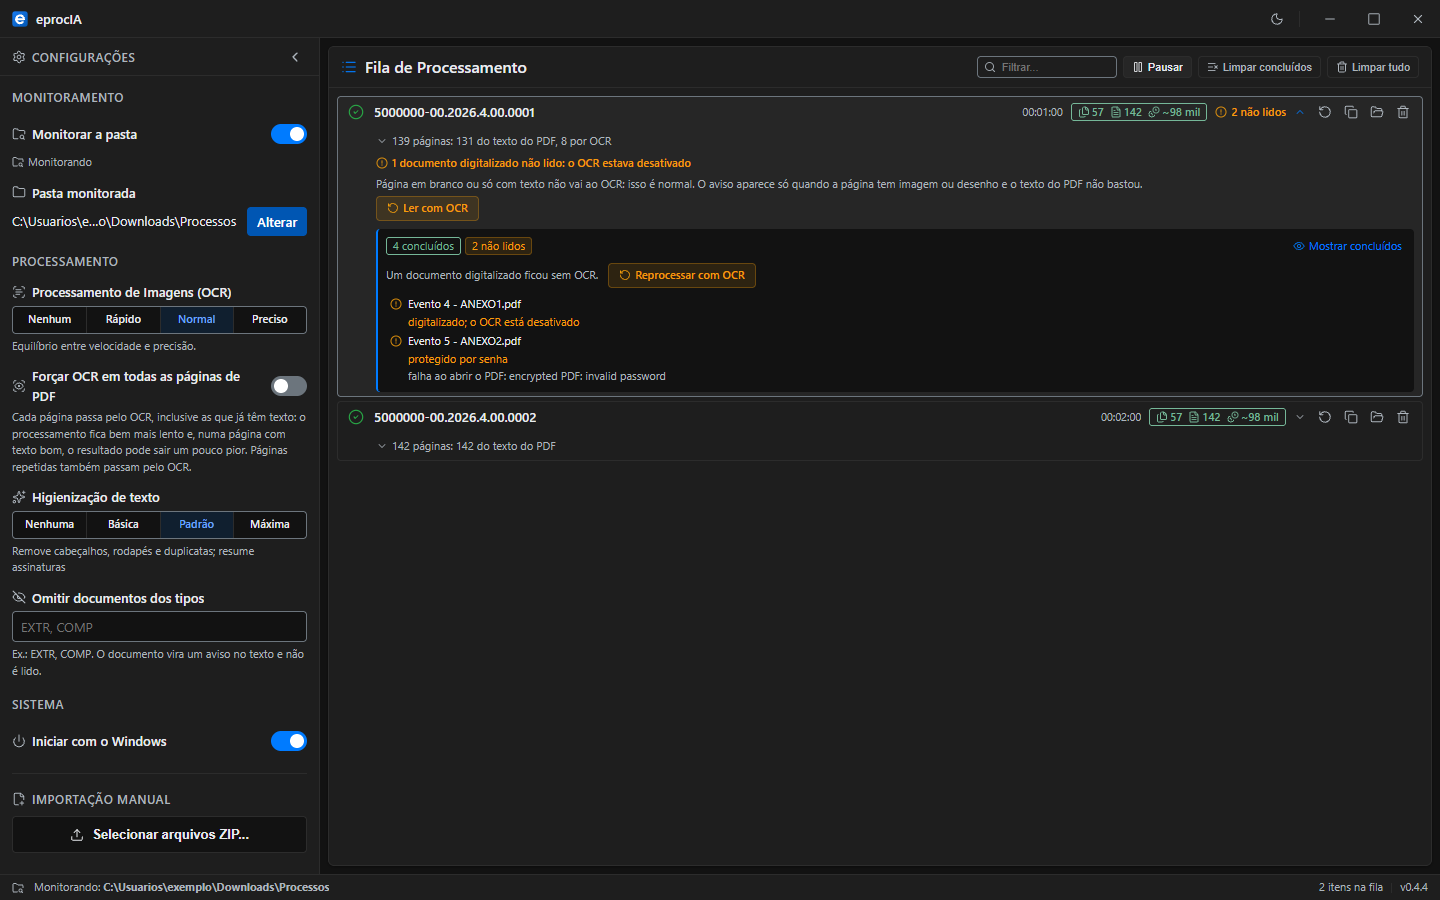 eprocIA
CONFIGURAÇÕES
MONITORAMENTO
Monitorar a pasta
Monitorando
Pasta monitorada
C:\Usuarios\e...o\Downloads\Processos
Alterar
PROCESSAMENTO
Processamento de Imagens (OCR)
Nenhum Rápido Normal Preciso
Equilíbrio entre velocidade e precisão.
Forçar OCR em todas as páginas de
PDF
Cada página passa pelo OCR, inclusive as que já têm texto: o
processamento fica bem mais lento e, numa página com
texto bom, o resultado pode sair um pouco pior. Páginas
repetidas também passam pelo OCR.
Higienização de texto
Nenhuma Básica Padrão Máxima
Remove cabeçalhos, rodapés e duplicatas; resume
assinaturas
Omitir documentos dos tipos
EXTR, COMP
Ex.: EXTR, COMP. O documento vira um aviso no texto e não
é lido.
SISTEMA
Iniciar com o Windows
IMPORTAÇÃO MANUAL
Selecionar arquivos ZIP...
Fila de Processamento
Filtrar...
Pausar
Limpar concluídos
Limpar tudo
5000000-00.2026.4.00.0001
00:01:00 57 142 ~98 mil 2 não lidos
139 páginas: 131 do texto do PDF, 8 por OCR
1 documento digitalizado não lido: o OCR estava desativado
Página em branco ou só com texto não vai ao OCR: isso é normal. O aviso aparece só quando a página tem imagem ou desenho e o texto do PDF não bastou.
Ler com OCR
4 concluídos 2 não lidos
Mostrar concluídos
Um documento digitalizado ficou sem OCR.
Reprocessar com OCR
Evento 4 - ANEXO1.pdf
digitalizado; o OCR está desativado
Evento 5 - ANEXO2.pdf
protegido por senha
falha ao abrir o PDF: encrypted PDF: invalid password
5000000-00.2026.4.00.0002
00:02:00 57 142 ~98 mil
142 páginas: 142 do texto do PDF
Monitorando: C:\Usuarios\exemplo\Downloads\Processos
2 itens na fila
v0.4.4